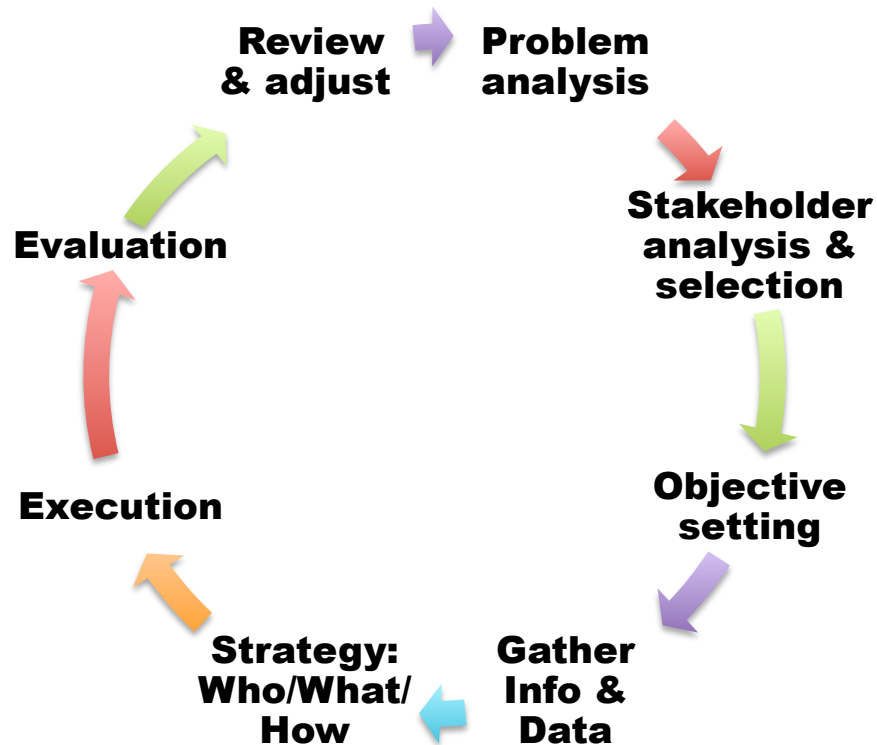 Review
& adjust
Problem
analysis
Stakeholder
analysis &
selection
Objective
setting
Gather
Info &
Data
Strategy:
Who/What/
How
Execution
Evaluation